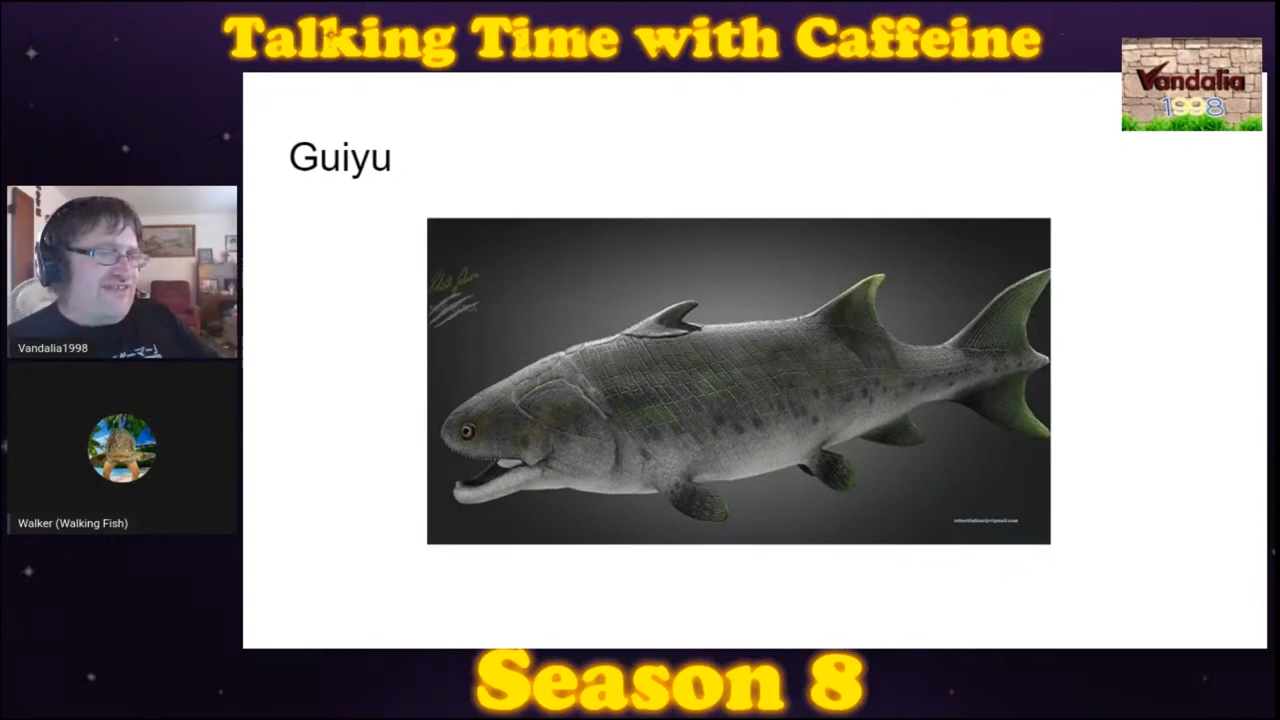 Talking Time with Caffeine
Vandalia
1998
Guiyu
Vandalia1998
Walker (Walking Fish)
Season 8